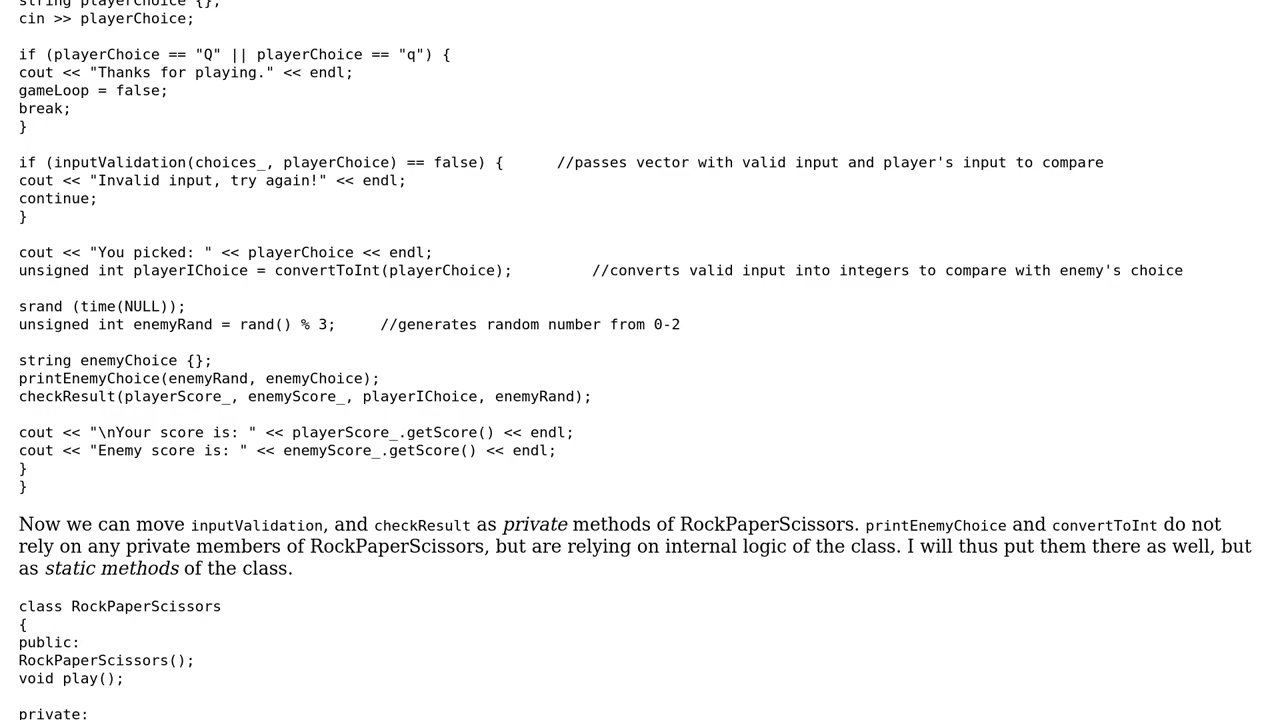 string playerChoice {};
cin >> playerChoice;
if (playerChoice == "Q" || playerChoice == "q") {
cout << "Thanks for playing." << endl;
gameLoop = false;
break;
}
if (inputValidation(choices_, playerChoice) == false) {      //passes vector with valid input and player's input to compare
cout << "Invalid input, try again!" << endl;
continue;
}
cout << "You picked: " << playerChoice << endl;
unsigned int playerIChoice = convertToInt(playerChoice);         //converts valid input into integers to compare with enemy's choice
srand (time(NULL));
unsigned int enemyRand = rand() % 3;     //generates random number from 0-2
string enemyChoice {};
printEnemyChoice(enemyRand, enemyChoice);
checkResult(playerScore_, enemyScore_, playerIChoice, enemyRand);
cout << "\nYour score is: " << playerScore_.getScore() << endl;
cout << "Enemy score is: " << enemyScore_.getScore() << endl;
}
}
Now we can move inputValidation, and checkResult as private methods of RockPaperScissors. printEnemyChoice and convertToInt do not
rely on any private members of RockPaperScissors, but are relying on internal logic of the class. I will thus put them there as well, but
as static methods of the class.
class RockPaperScissors
{
public:
RockPaperScissors();
void play();
private: